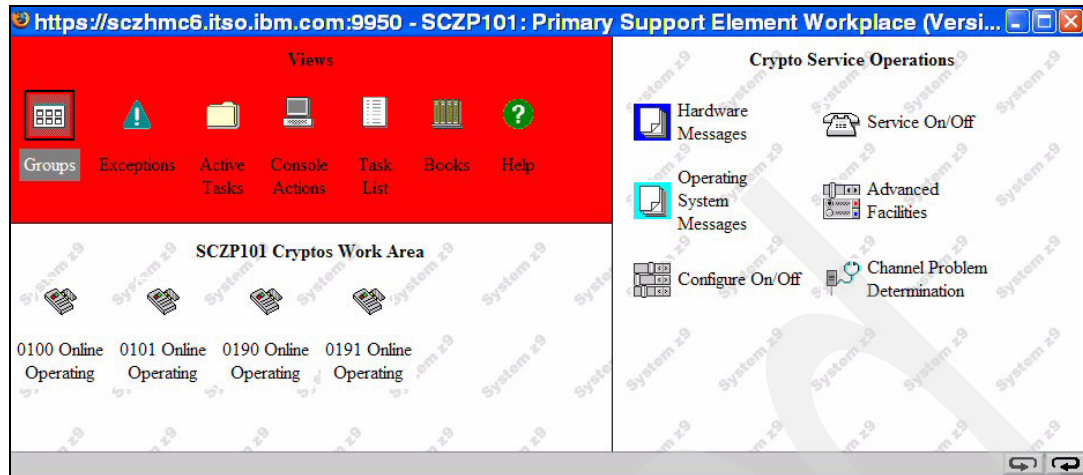 https://sczhmc6.itso.ibm.com:9950 - SCZP101: Primary Support Element Workplace (Versi...
Views
Groups
Exceptions
Active
Tasks
Console
Actions
Task
List
Books
Help
SCZP101 Cryptos Work Area
0100 Online
Operating
0101 Online
Operating
0190 Online
Operating
0191 Online
Operating
Crypto Service Operations
Hardware
Messages
Service On/Off
Operating
System
Messages
Advanced
Facilities
Configure On/Off
Channel Problem
Determination
System z9